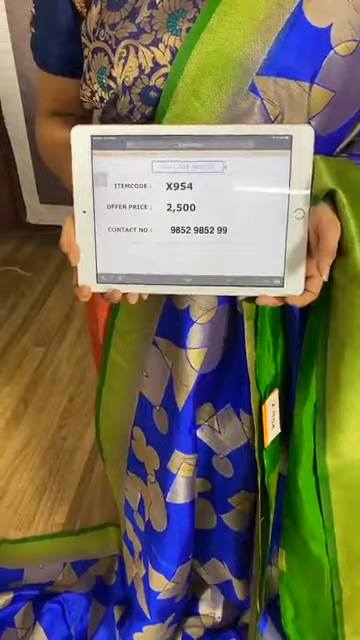 ITEMCODE : X954
OFFER PRICE : 2,500
CONTACT NO : 9852 9852 99